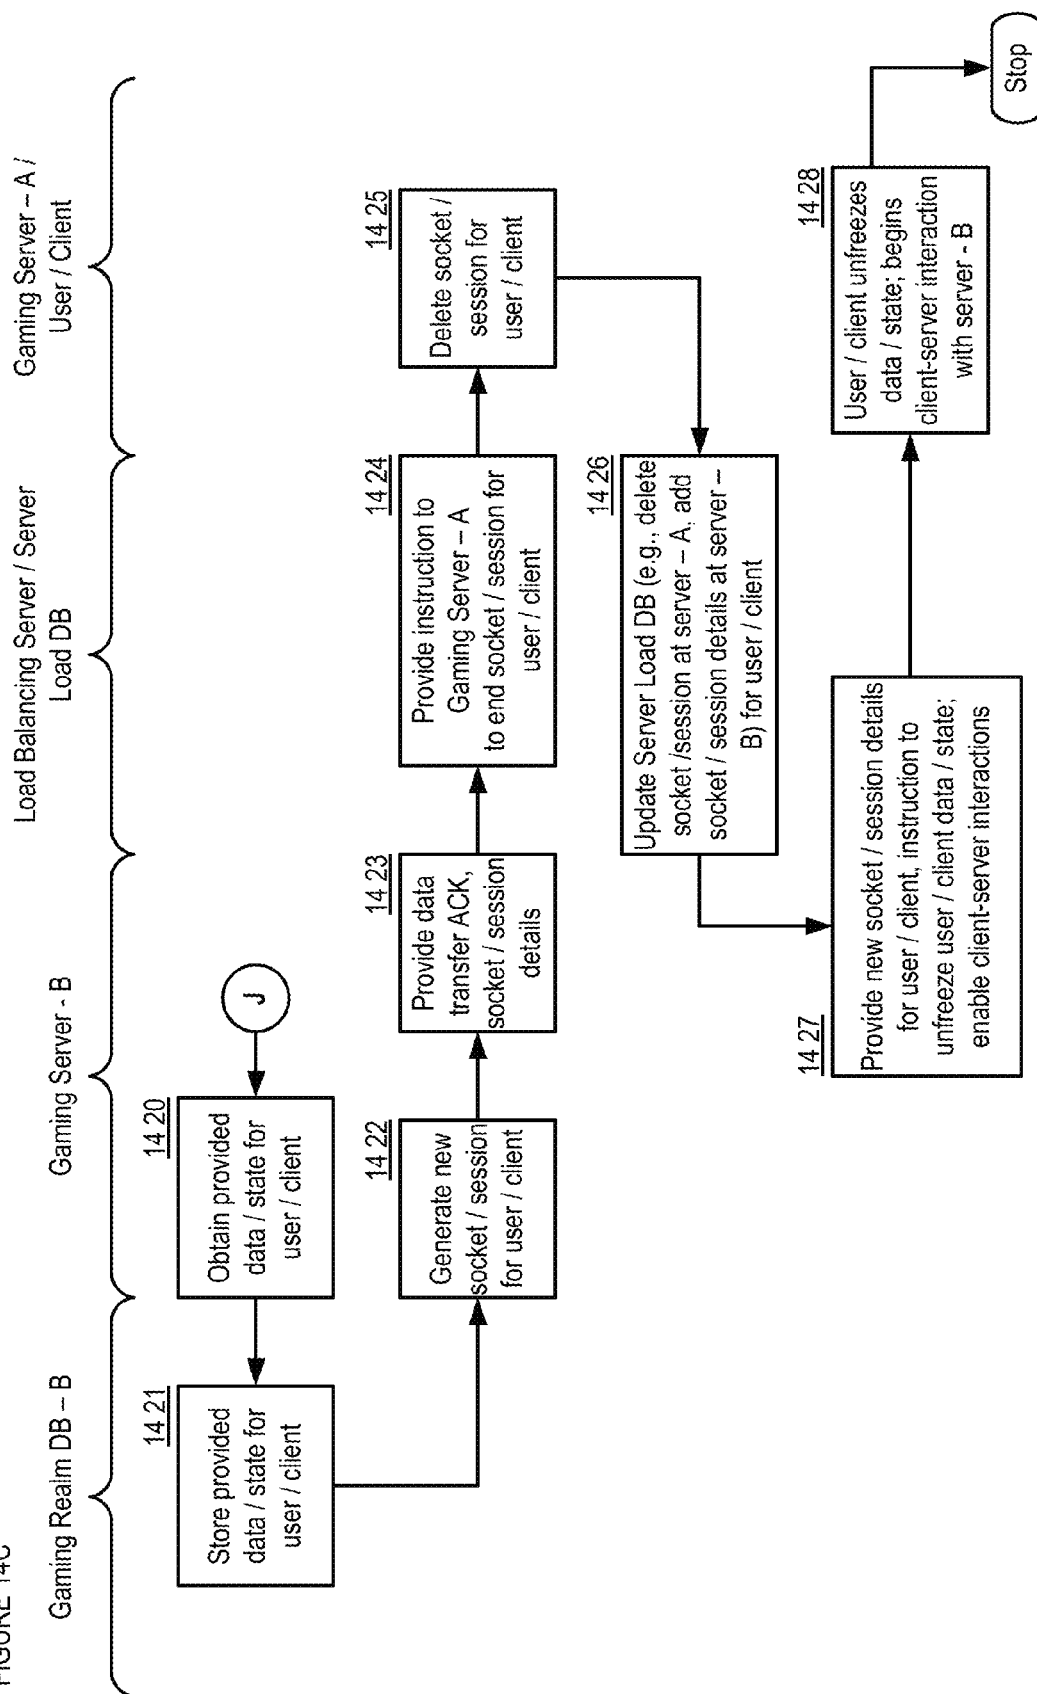 FIGURE 14C
Gaming Realm DB – B
Gaming Server - B
Load Balancing Server / Server
Load DB
Gaming Server – A /
User / Client
J
14 20
Obtain provided
data / state for
user / client
14 21
Store provided
data / state for
user / client
14 22
Generate new
socket / session
for user / client
14 23
Provide data
transfer ACK,
socket / session
details
14 24
Provide instruction to
Gaming Server – A
to end socket / session for
user / client
14 25
Delete socket /
session for
user / client
14 26
Update Server Load DB (e.g., delete
socket /session at server – A, add
socket / session details at server –
B) for user / client
14 27
Provide new socket / session details
for user / client, instruction to
unfreeze user / client data / state;
enable client-server interactions
14 28
User / client unfreezes
data / state; begins
client-server interaction
with server - B
Stop